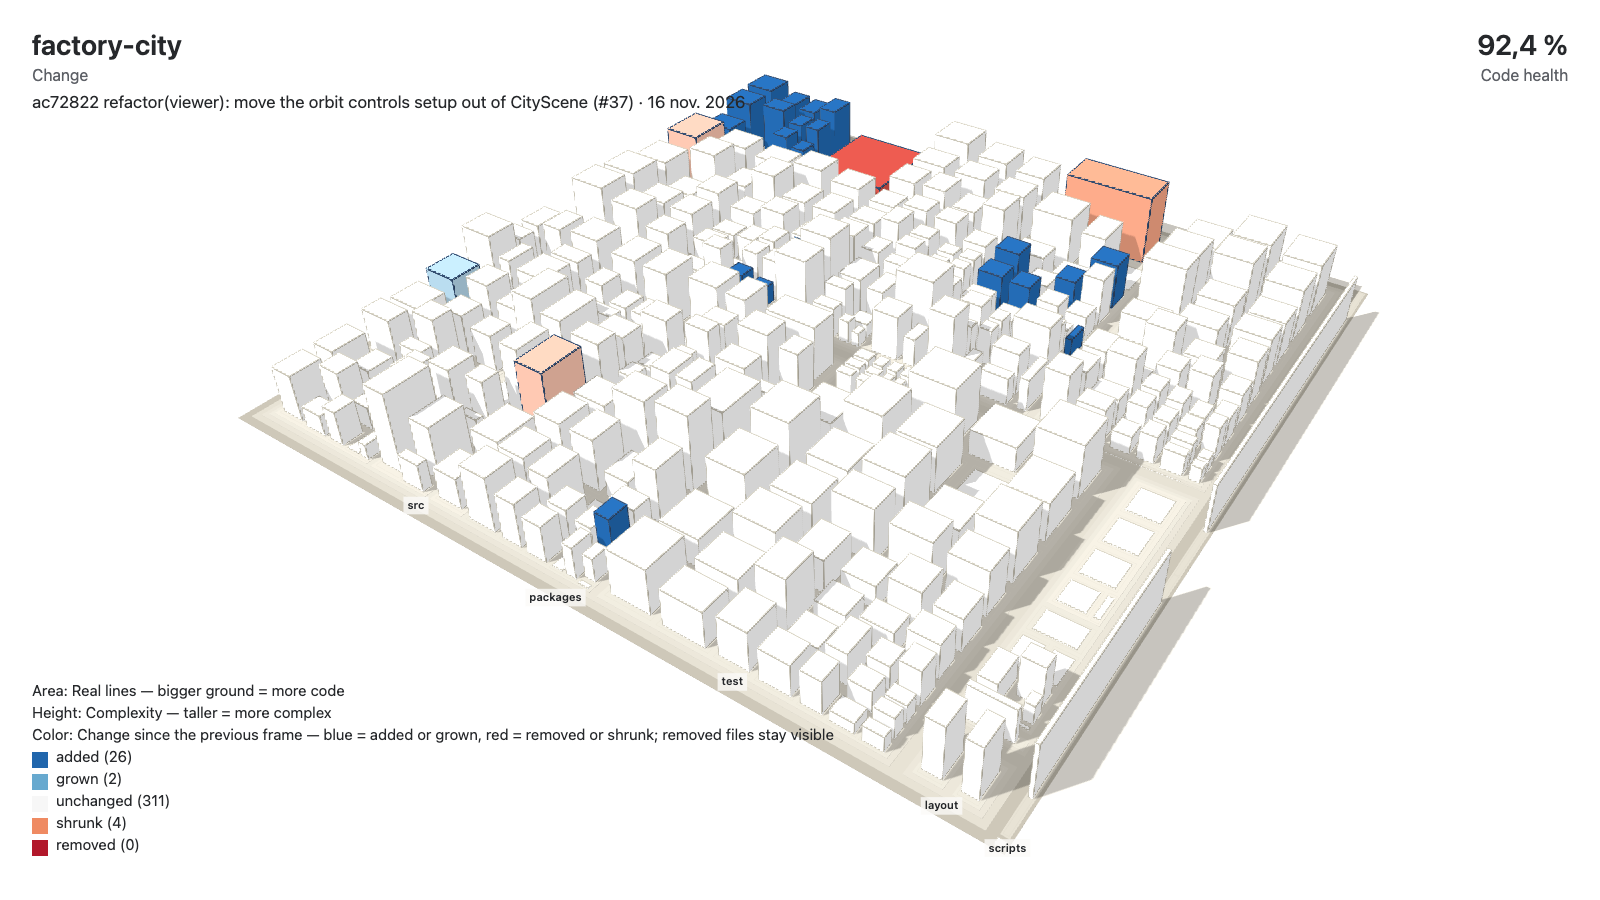 factory-city
Change
ac72822 refactor(viewer): move the orbit controls setup out of CityScene (#37) · 16 nov. 2026
92,4 %
Code health
src
packages
test
layout
scripts
Area: Real lines — bigger ground = more code
Height: Complexity — taller = more complex
Color: Change since the previous frame — blue = added or grown, red = removed or shrunk; removed files stay visible
added (26)
grown (2)
unchanged (311)
shrunk (4)
removed (0)